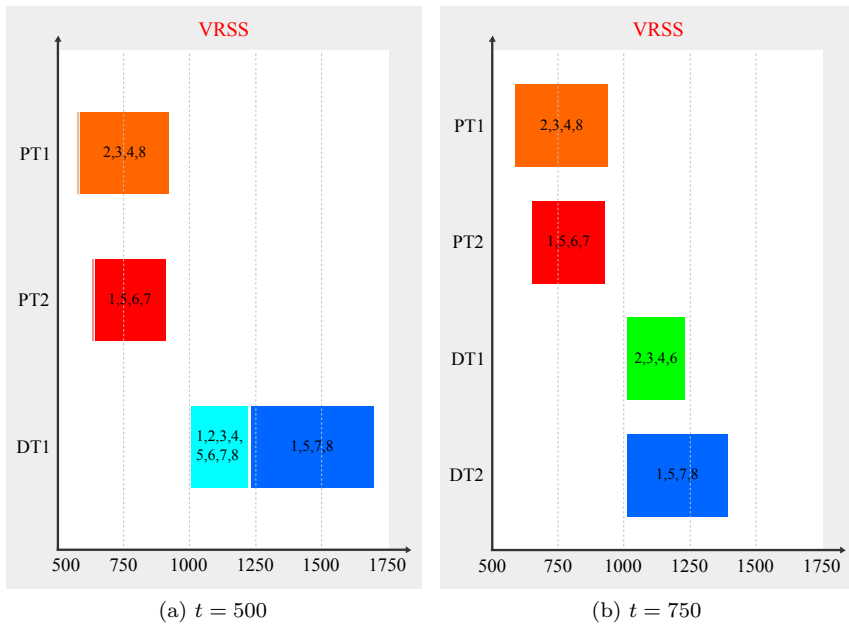 VRSS
PT1
2,3,4,8
PT2
1,5,6,7
DT1
1,2,3,4,
5,6,7,8
1,5,7,8
500 750 1000 1250 1500 1750
(a) t = 500
VRSS
PT1
2,3,4,8
PT2
1,5,6,7
DT1
2,3,4,6
DT2
1,5,7,8
500 750 1000 1250 1500 1750
(b) t = 750